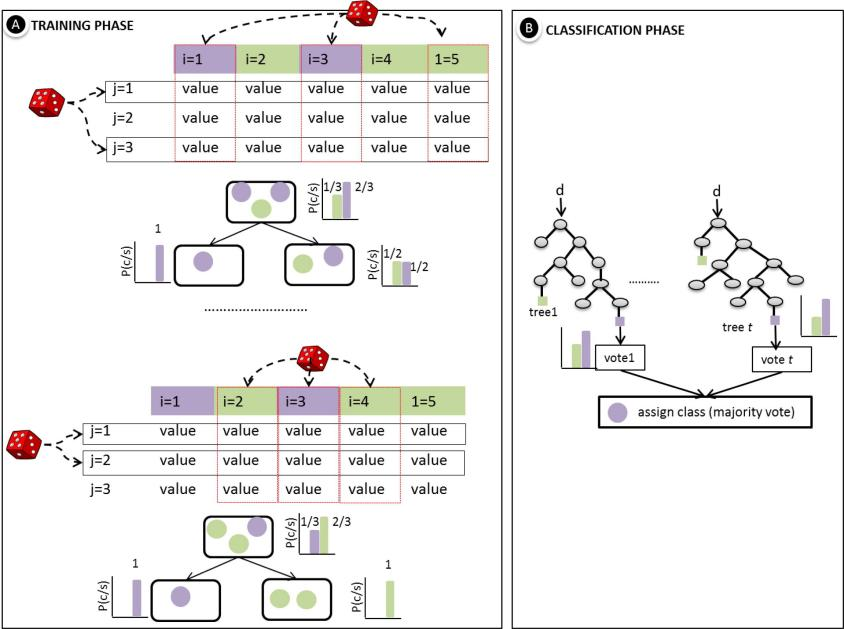 A TRAINING PHASE
i=1 i=2 i=3 i=4 1=5
j=1 value value value value value
j=2 value value value value value
j=3 value value value value value
P(c/s) 1/3 2/3
P(c/s) 1
P(c/s) 1/2 1/2
i=1 i=2 i=3 i=4 1=5
j=1 value value value value value
j=2 value value value value value
j=3 value value value value value
P(c/s) 1/3 2/3
P(c/s) 1
P(c/s) 1
B CLASSIFICATION PHASE
d d
tree1
tree t
vote1 vote t
assign class (majority vote)